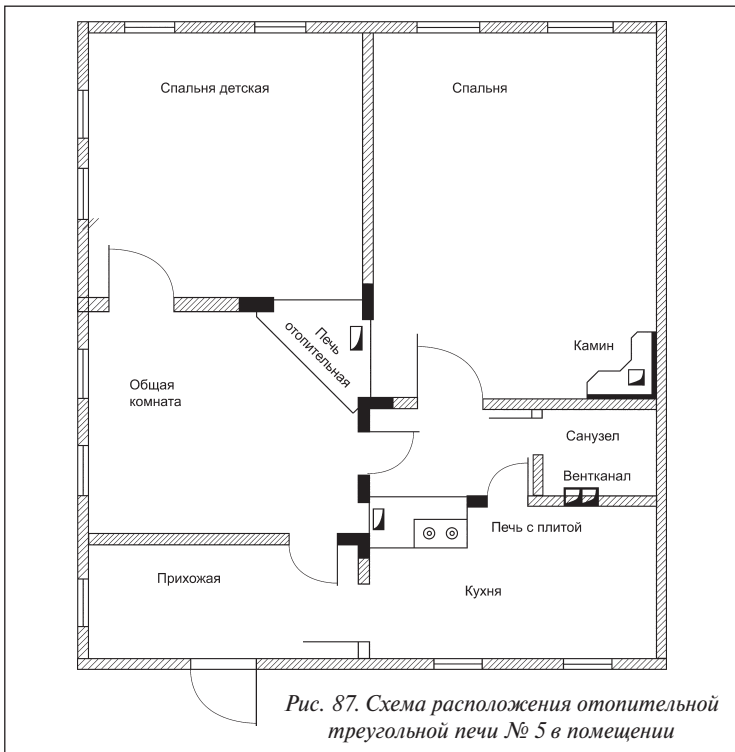 Спальня детская
Спальня
Печь
отопительная
Камин
Общая
комната
Санузел
Вентканал
Печь с плитой
Прихожая
Кухня
Рис. 87. Схема расположения отопительной
треугольной печи № 5 в помещении